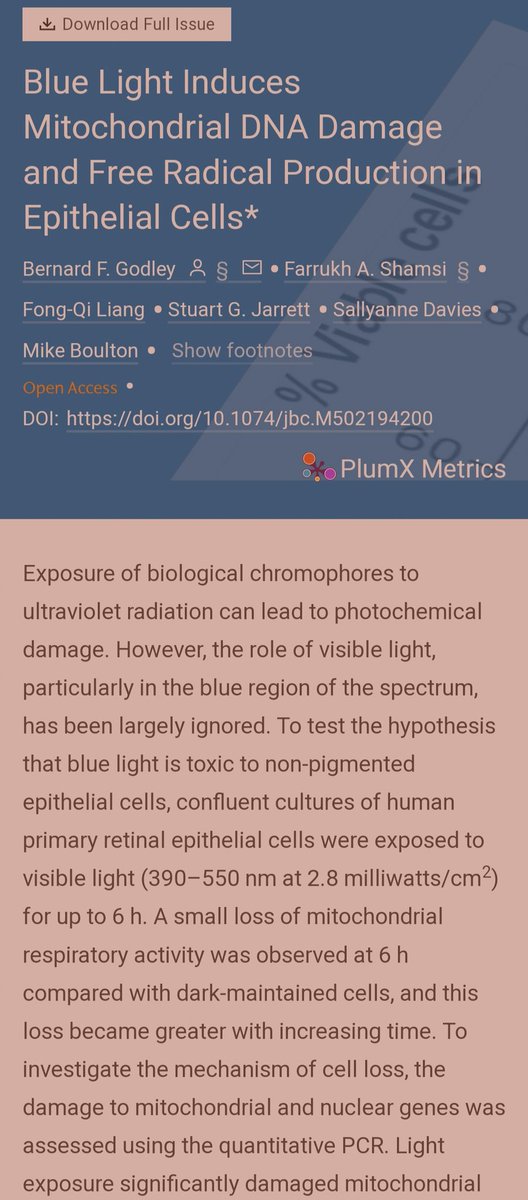 Download Full Issue
Blue Light Induces
Mitochondrial DNA Damage
and Free Radical Production in
Epithelial Cells*
Bernard F. Godley § • Farrukh A. Shamsi § •
Fong-Qi Liang • Stuart G. Jarrett • Sallyanne Davies •
Mike Boulton • Show footnotes
Open Access •
DOI: https://doi.org/10.1074/jbc.M502194200
% Viable cells
80
60
PlumX Metrics
Exposure of biological chromophores to
ultraviolet radiation can lead to photochemical
damage. However, the role of visible light,
particularly in the blue region of the spectrum,
has been largely ignored. To test the hypothesis
that blue light is toxic to non-pigmented
epithelial cells, confluent cultures of human
primary retinal epithelial cells were exposed to
visible light (390–550 nm at 2.8 milliwatts/cm²)
for up to 6 h. A small loss of mitochondrial
respiratory activity was observed at 6 h
compared with dark-maintained cells, and this
loss became greater with increasing time. To
investigate the mechanism of cell loss, the
damage to mitochondrial and nuclear genes was
assessed using the quantitative PCR. Light
exposure significantly damaged mitochondrial